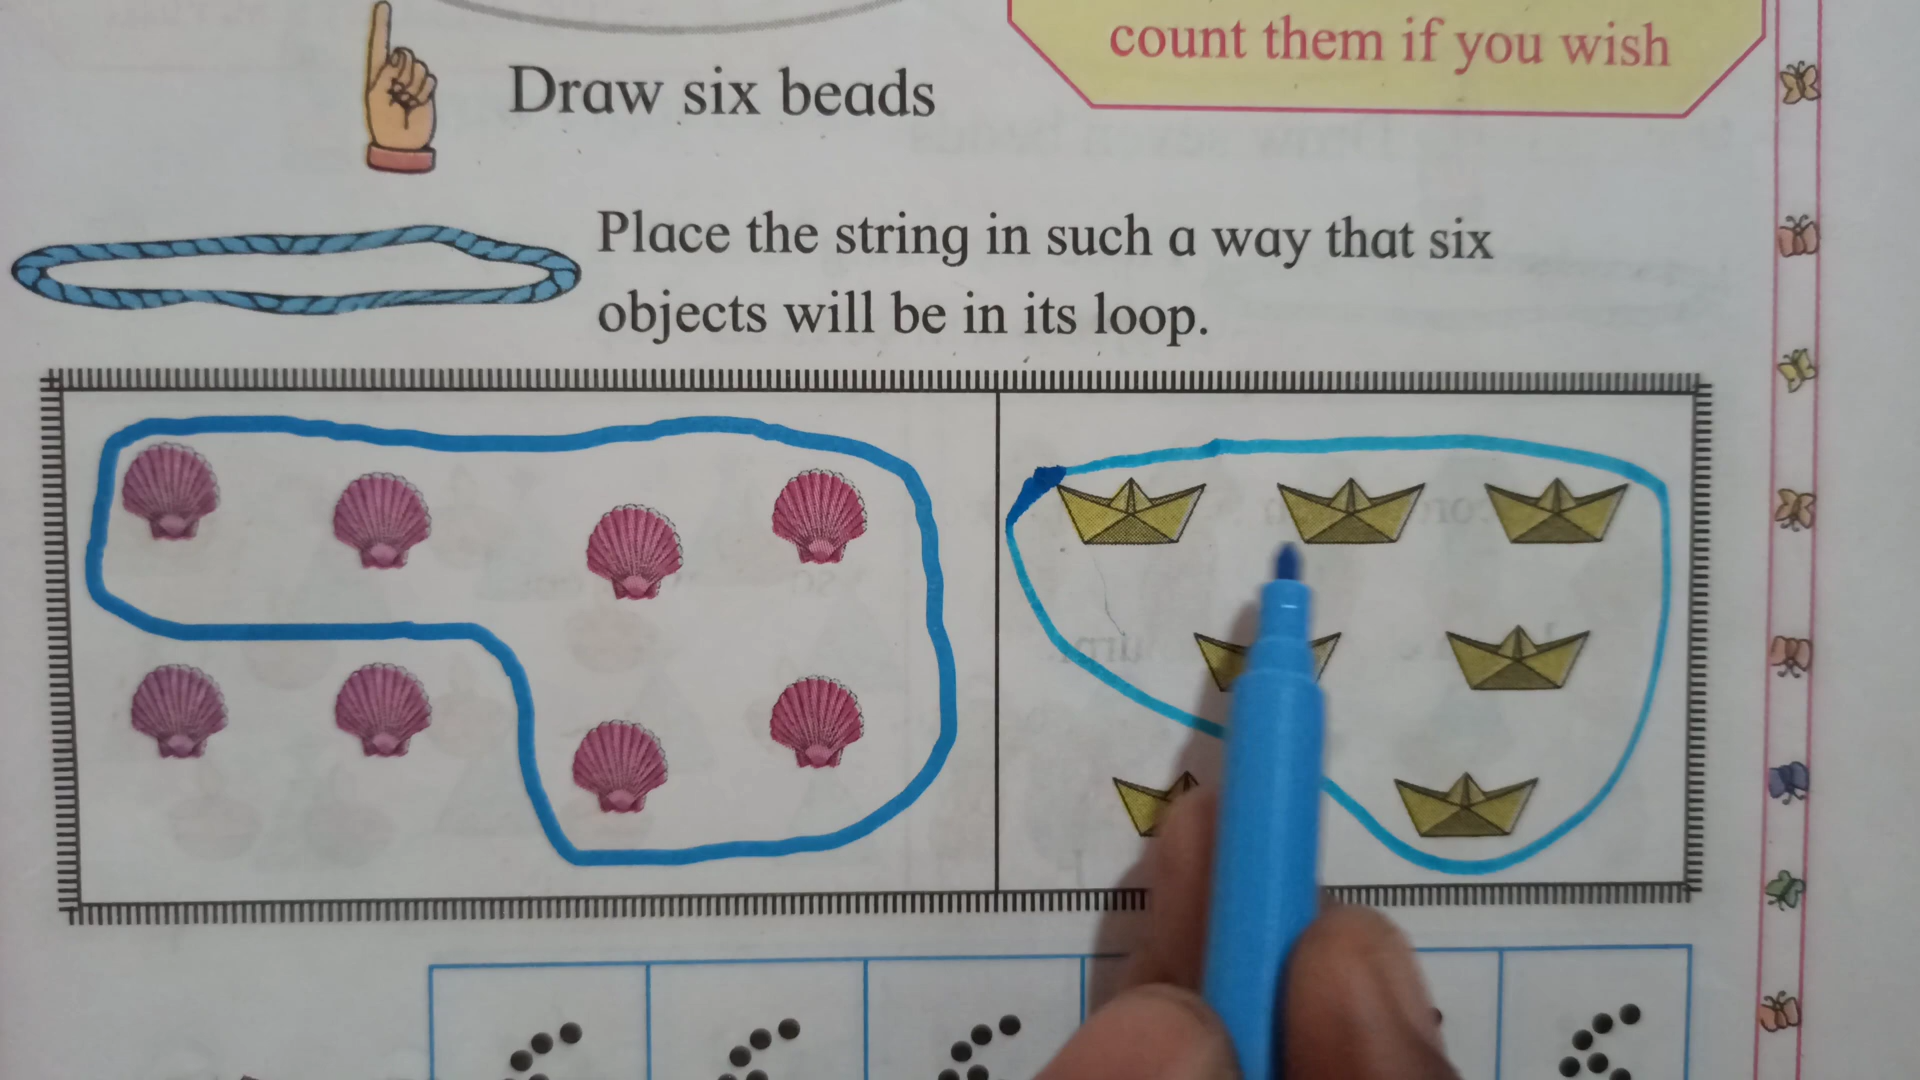 count them if you wish
Draw six beads
Place the string in such a way that six
objects will be in its loop.